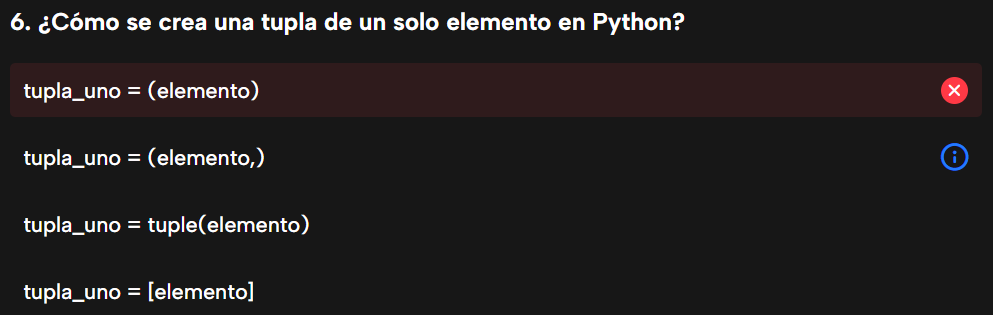 6. ¿Cómo se crea una tupla de un solo elemento en Python?
tupla_uno = (elemento)
tupla_uno = (elemento,)
tupla_uno = tuple(elemento)
tupla_uno = [elemento]